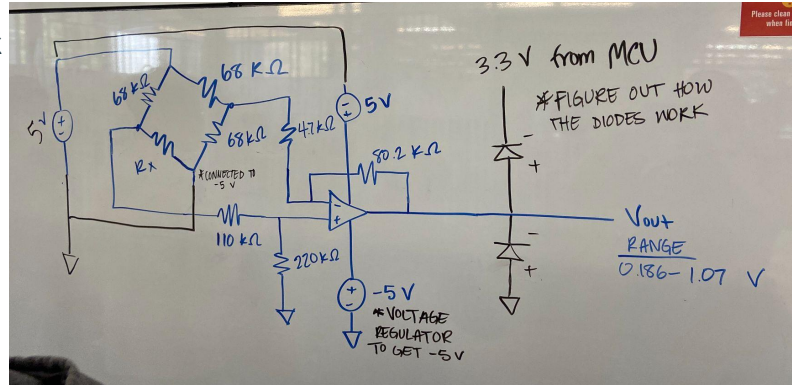 Please clean
when fi
3.3 V from MCU
*FIGURE OUT HOW
THE DIODES WORK
68 KΩ
68 KΩ
5V
+
-
68KΩ
47KΩ
-
+
5V
Rx
*CONNECTED TO
-5 V
80.2 KΩ
-
+
-
+
110 KΩ
220KΩ
-
+
Vout
RANGE
0.186-1.07 V
+
-
-5 V
*VOLTAGE
REGULATOR
TO GET -5V